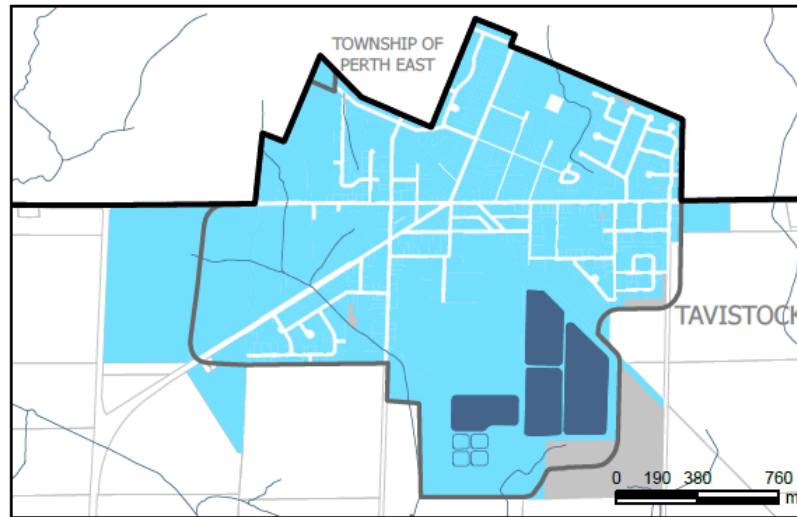 TOWNSHIP OF
PERTH EAST
TAVISTOCK
0 190 380 760
m